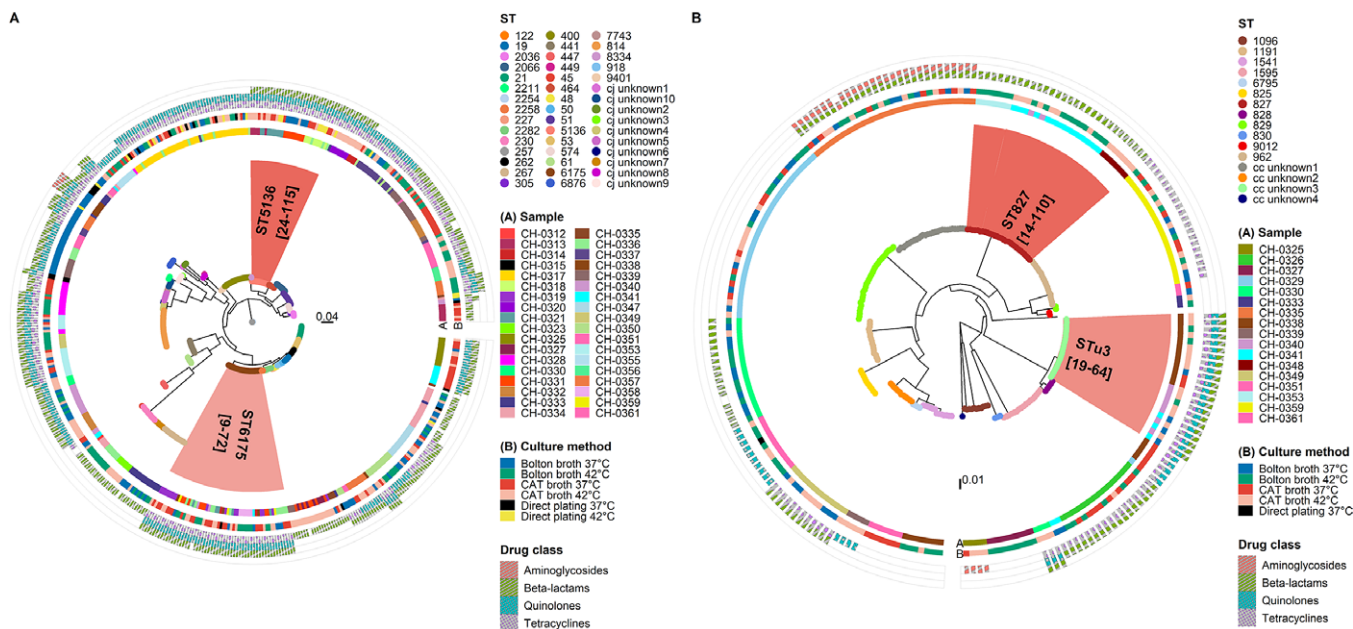 A
ST
122
19
2036
2066
21
2211
2254
2258
227
2282
230
257
262
267
305
400
441
447
449
45
464
48
50
51
5136
53
574
61
6175
6876
7743
814
8334
918
9401
cj unknown1
cj unknown10
cj unknown2
cj unknown3
cj unknown4
cj unknown5
cj unknown6
cj unknown7
cj unknown8
cj unknown9
(A) Sample
CH-0312
CH-0313
CH-0314
CH-0315
CH-0317
CH-0318
CH-0319
CH-0320
CH-0321
CH-0323
CH-0325
CH-0327
CH-0328
CH-0330
CH-0331
CH-0332
CH-0333
CH-0334
CH-0335
CH-0336
CH-0337
CH-0338
CH-0339
CH-0340
CH-0341
CH-0347
CH-0349
CH-0350
CH-0351
CH-0353
CH-0355
CH-0356
CH-0357
CH-0358
CH-0359
CH-0361
(B) Culture method
Bolton broth 37°C
Bolton broth 42°C
CAT broth 37°C
CAT broth 42°C
Direct plating 37°C
Direct plating 42°C
Drug class
Aminoglycosides
Beta-lactams
Quinolones
Tetracyclines
ST5136
[24-115]
ST6175
[9-72]
0.04
A
B
B
ST
1096
1191
1541
1595
6795
825
827
828
829
830
9012
962
cc unknown1
cc unknown2
cc unknown3
cc unknown4
(A) Sample
CH-0325
CH-0326
CH-0327
CH-0329
CH-0330
CH-0333
CH-0335
CH-0338
CH-0339
CH-0340
CH-0341
CH-0348
CH-0349
CH-0351
CH-0353
CH-0359
CH-0361
(B) Culture method
Bolton broth 37°C
Bolton broth 42°C
CAT broth 37°C
CAT broth 42°C
Direct plating 37°C
Drug class
Aminoglycosides
Beta-lactams
Quinolones
Tetracyclines
ST827
[14-110]
STu3
[19-64]
0.01
A
B